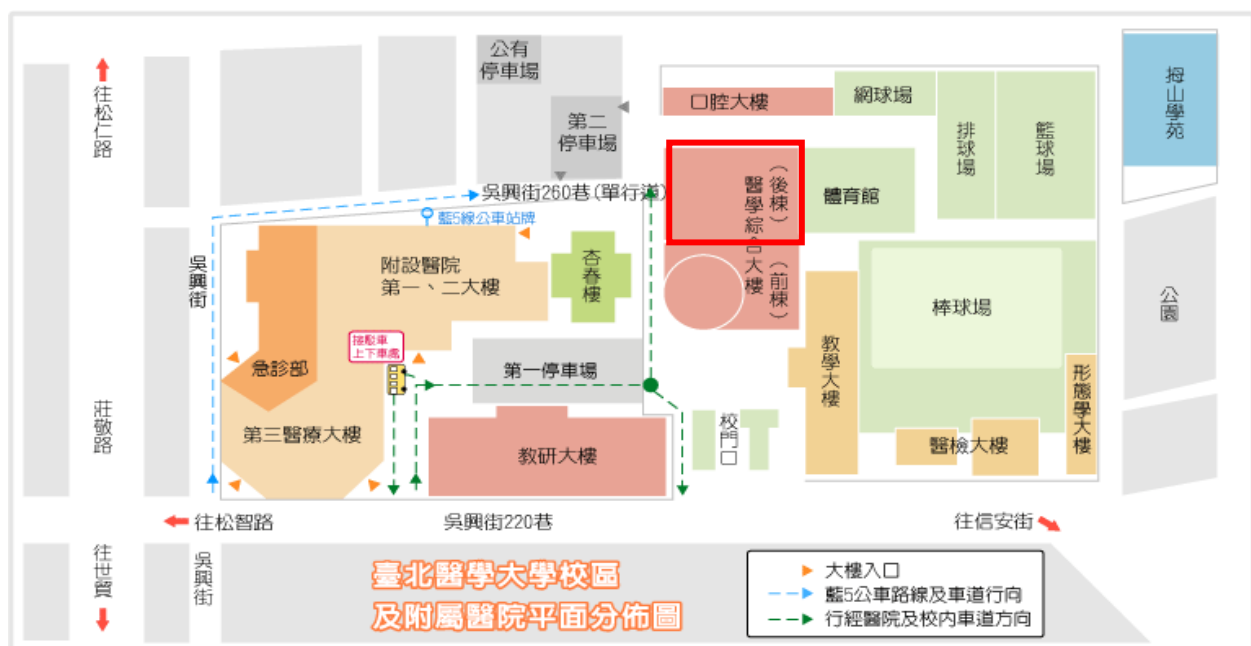 公有
停車場
第二
停車場
口腔大樓
網球場
排球場
籃球場
拇山學苑
往松仁路
吳興街260巷(單行道)
藍5線公車站牌
醫學綜合大樓
(後棟)
(前棟)
體育館
吳興街
附設醫院
第一、二大樓
杏春樓
棒球場
公園
接駁車
上下車處
急診部
第一停車場
教學大樓
形態學大樓
莊敬路
第三醫療大樓
教研大樓
校門口
醫檢大樓
往松智路
吳興街220巷
往信安街
往世貿
吳興街
臺北醫學大學校區
及附屬醫院平面分佈圖
大樓入口
藍5公車路線及車道行向
行經醫院及校內車道方向